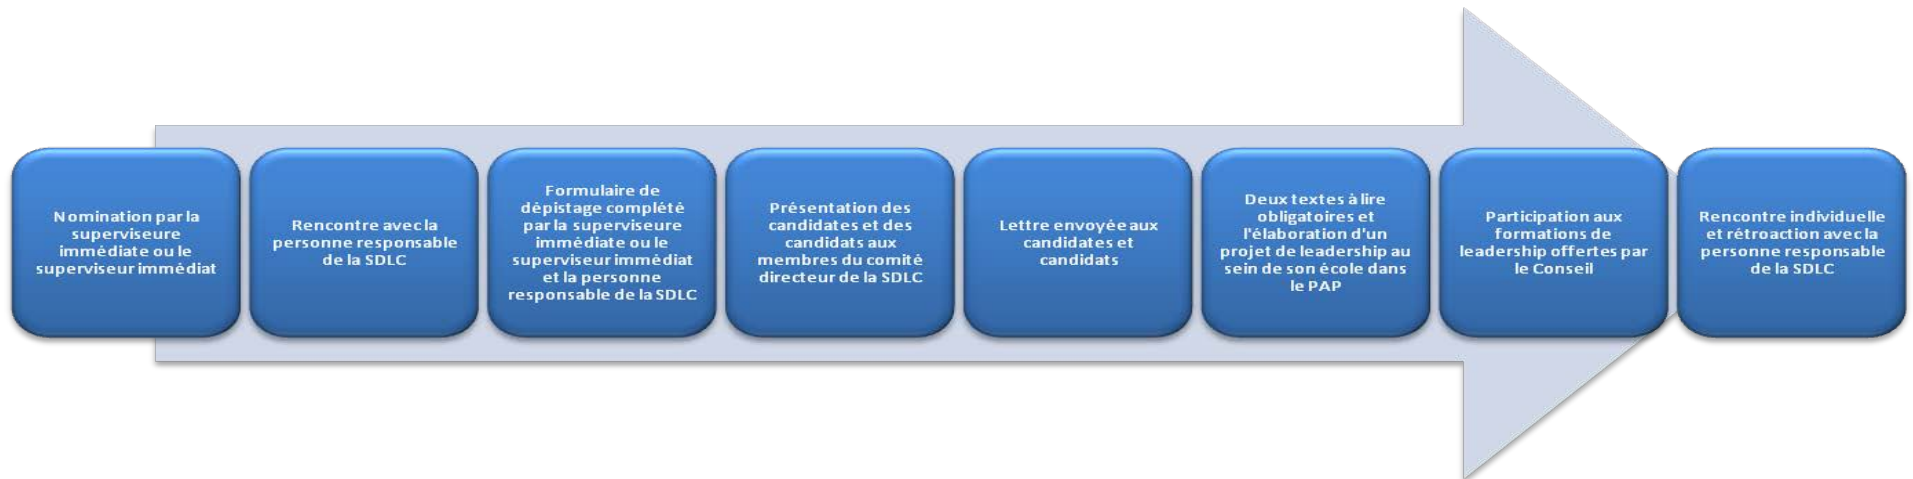 Nomination par la
superviseure
immédiate ou le
superviseur immédiat
Rencontre avec la
personne responsable
de la SDLC
Formulaire de
dépistage complété
par la superviseure
immédiate ou le
superviseur immédiat
et la personne
responsable de la SDLC
Présentation des
candidates et des
candidats aux
membres du comité
directeur de la SDLC
Lettre envoyée aux
candidates et
candidats
Deux textes à lire
obligatoires et
l'élaboration d'un
projet de leadership au
sein de son école dans
le PAP
Participation aux
formations de
leadership offertes par
le Conseil
Rencontre individuelle
et rétroaction avec la
personne responsable
de la SDLC